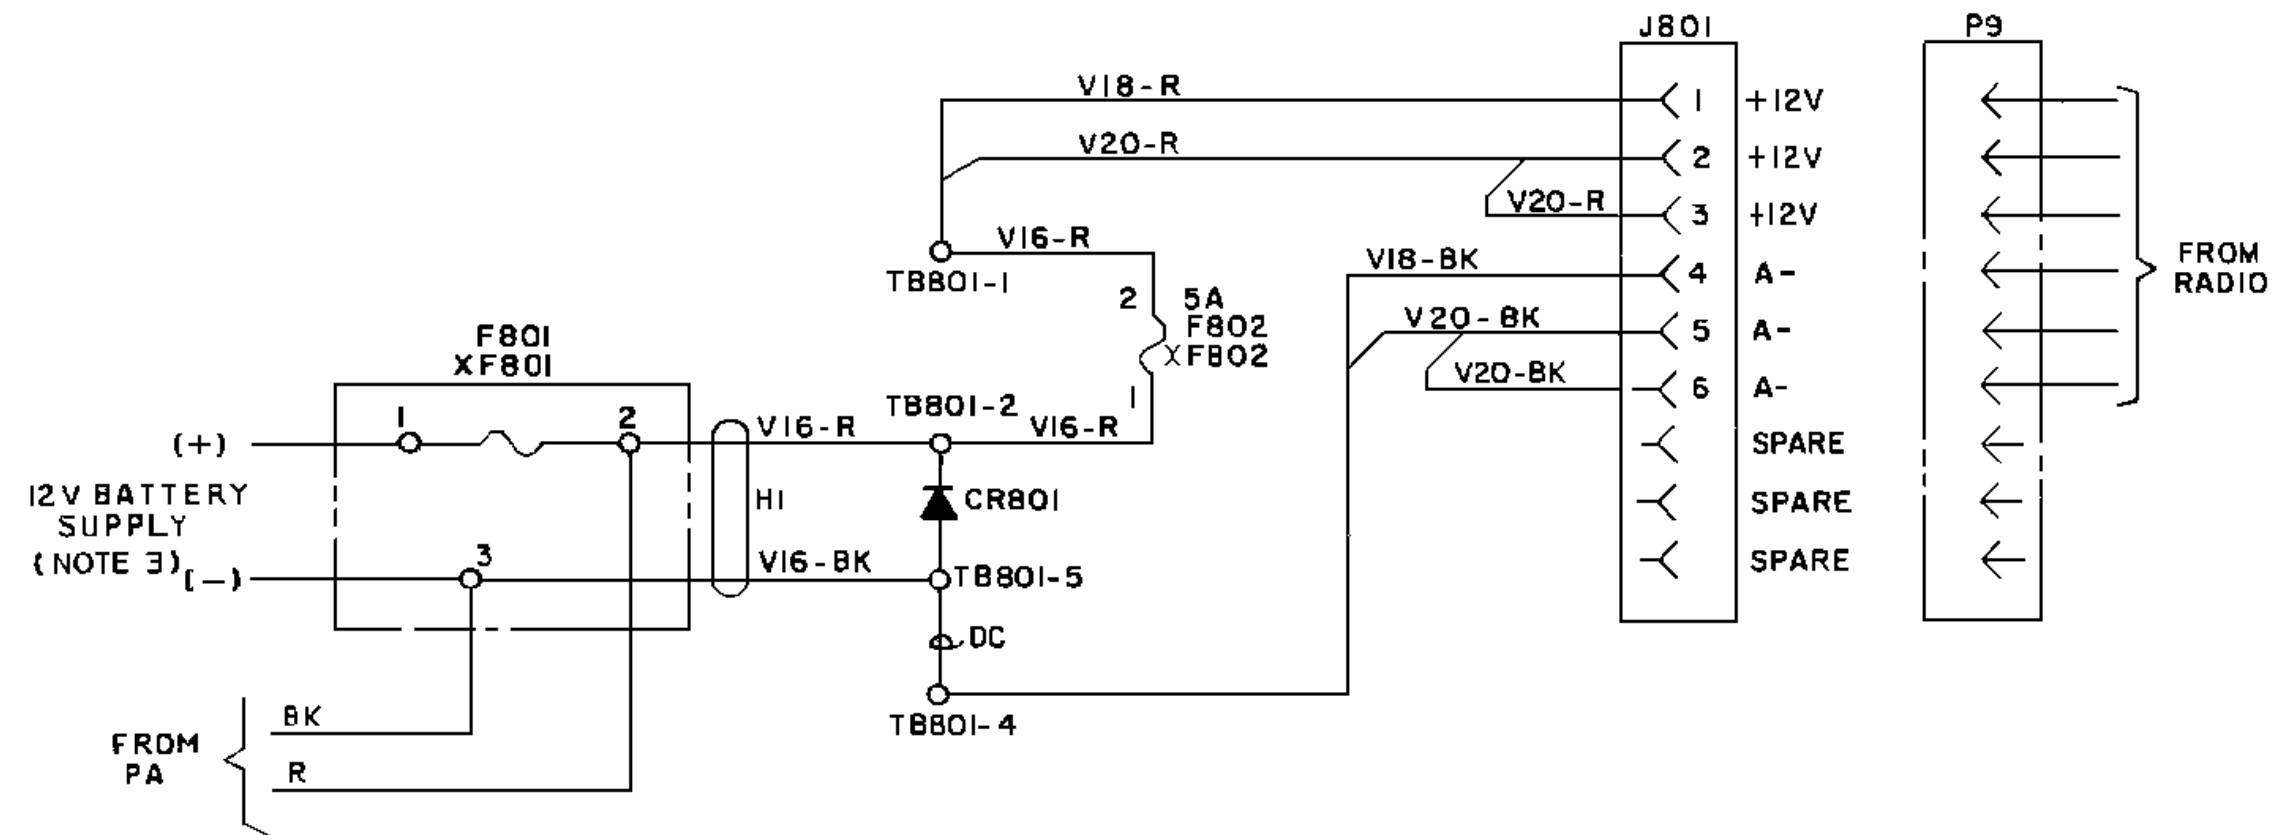 J801
P9
V18-R
1
+12V
V20-R
2
+12V
V20-R
3
+12V
V16-R
TB801-1
V18-BK
4
A-
FROM
RADIO
2
5A
F802
XF802
V20-BK
5
A-
V20-BK
6
A-
F801
XF801
1
2
TB801-2
1
V16-R
V16-R
(+)
SPARE
12V BATTERY
SUPPLY
(NOTE 3)
(-)
H1
CR801
SPARE
3
V16-BK
TB801-5
SPARE
DC
TB801-4
BK
FROM
PA
R